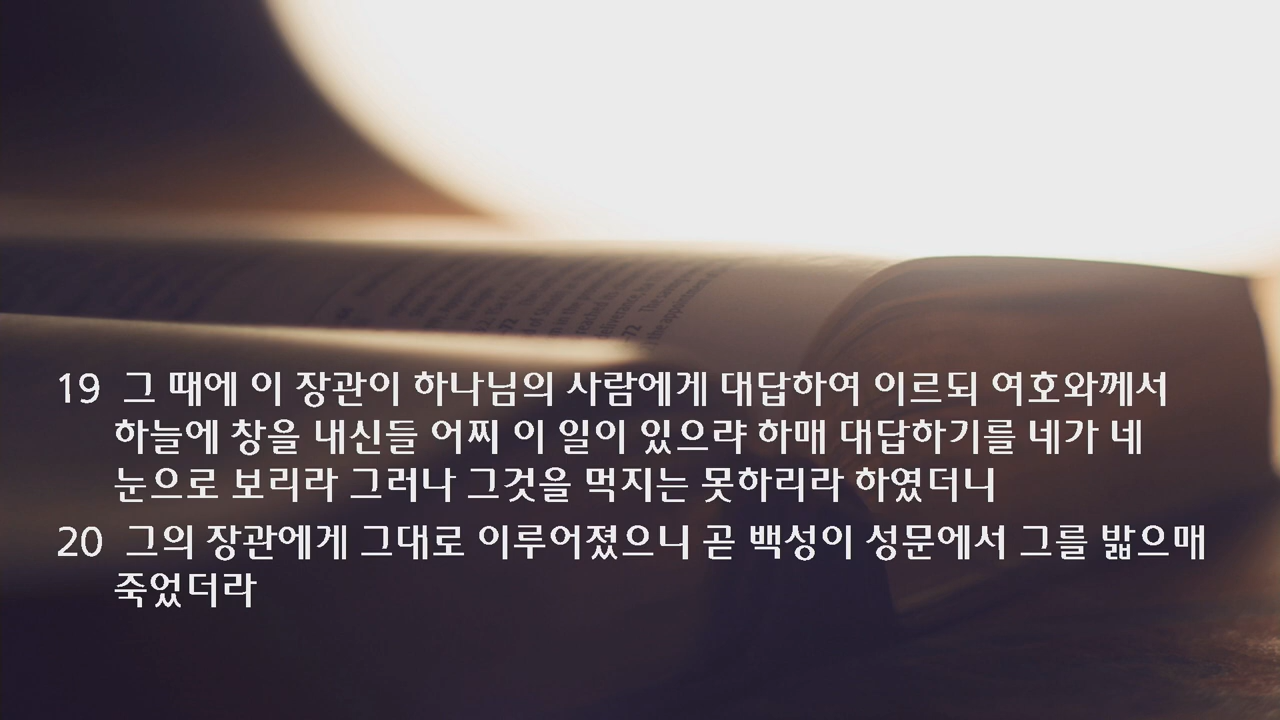 19 그 때에 이 장관이 하나님의 사람에게 대답하여 이르되 여호와께서
하늘에 창을 내신들 어찌 이 일이 있으랴 하매 대답하기를 네가 네
눈으로 보리라 그러나 그것을 먹지는 못하리라 하였더니
20 그의 장관에게 그대로 이루어졌으니 곧 백성이 성문에서 그를 밟으매
죽었더라